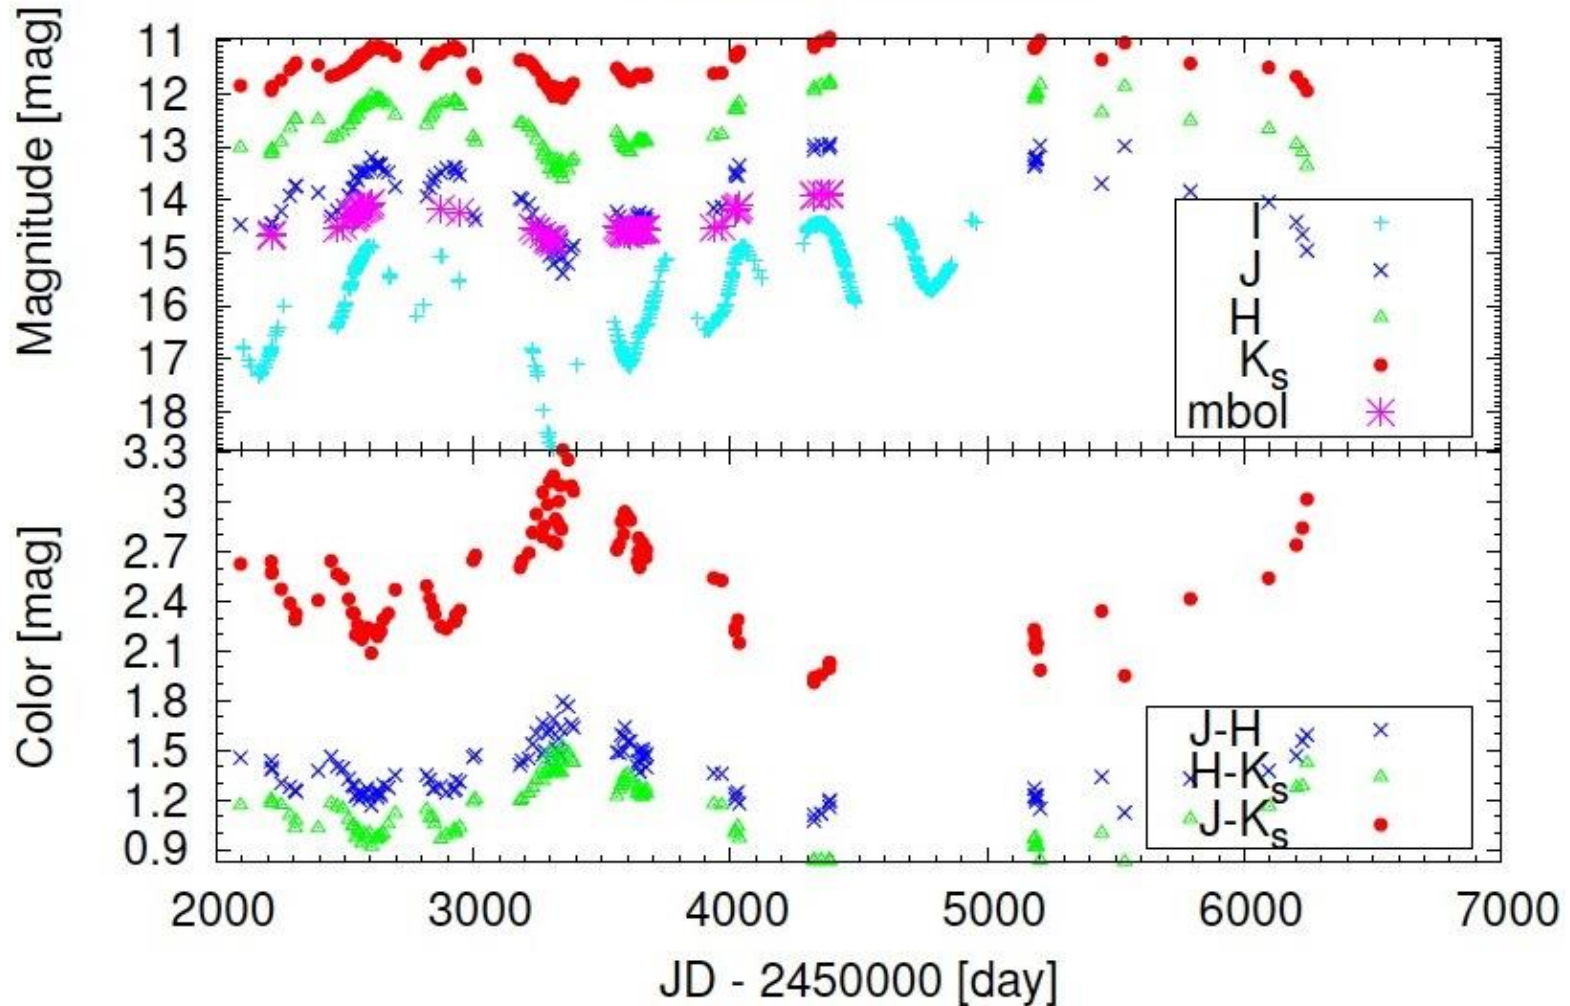 Magnitude [mag]
11
12
13
14
15
16
17
18
I
J
H
Ks
mbol
Color [mag]
3.3
3
2.7
2.4
2.1
1.8
1.5
1.2
0.9
J-H
H-Ks
J-Ks
2000 3000 4000 5000 6000 7000
JD - 2450000 [day]